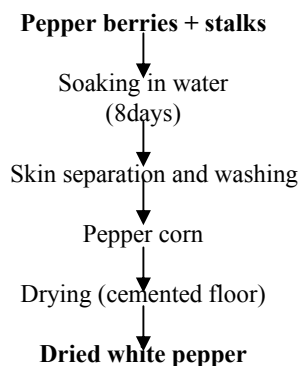 Pepper berries + stalks
Soaking in water
(8days)
Skin separation and washing
Pepper corn
Drying (cemented floor)
Dried white pepper